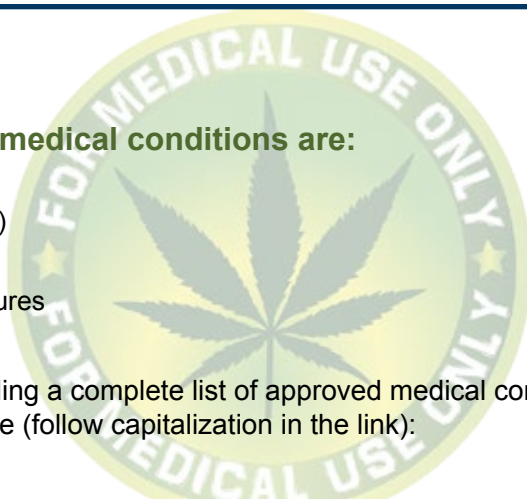 FOR MEDICAL USE ONLY
medical conditions are:
)
ures
ling a complete list of approved medical con
e (follow capitalization in the link):
FOR MEDICAL USE